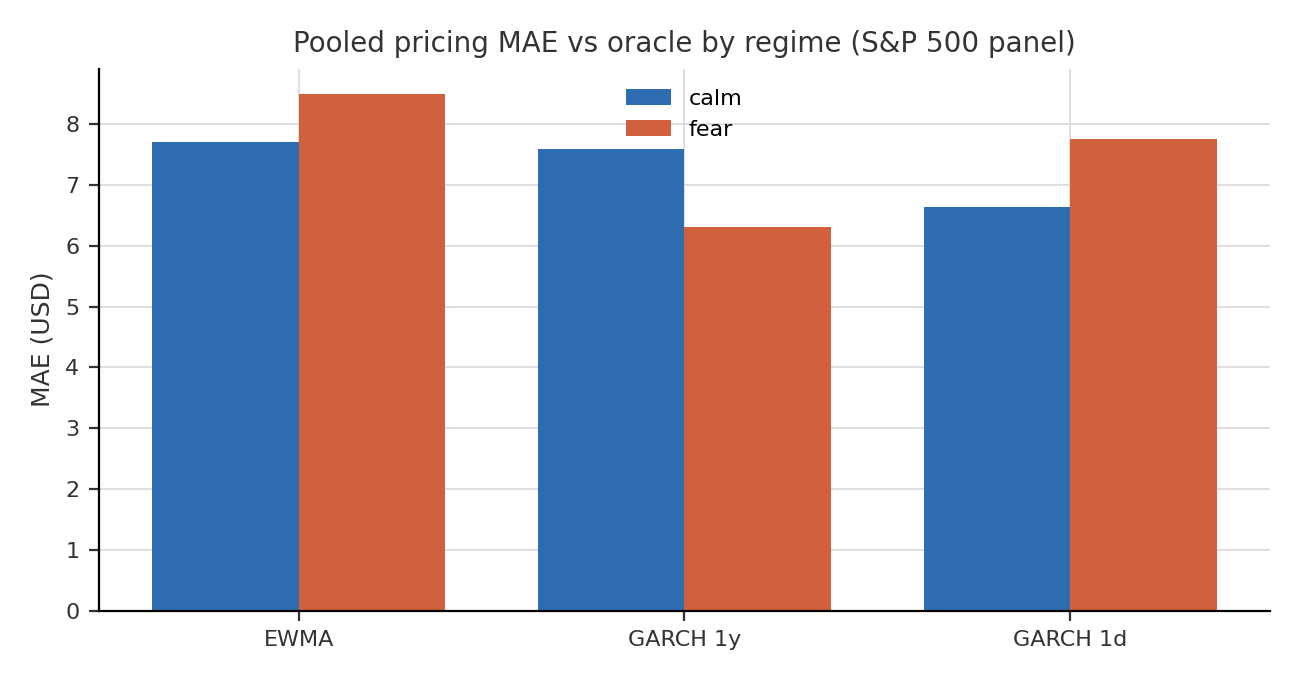 Pooled pricing MAE vs oracle by regime (S&P 500 panel)
calm
fear
MAE (USD)
8
7
6
5
4
3
2
1
0
EWMA
GARCH 1y
GARCH 1d